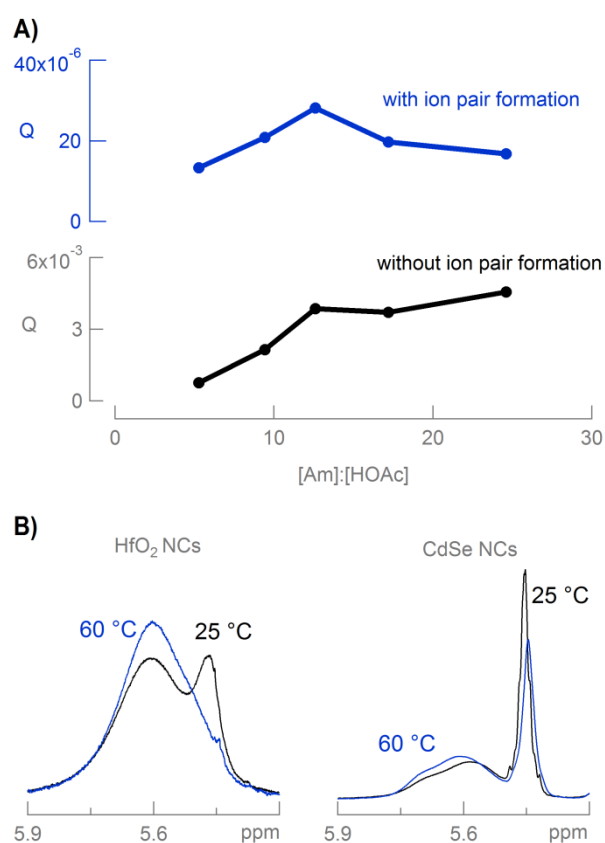 A)
40x10⁻⁶
with ion pair formation
Q
20
0
6x10⁻³
without ion pair formation
Q
3
0
0 10 20 30
[Am]:[HOAc]
B)
HfO₂ NCs CdSe NCs
60 °C 25 °C 25 °C
60 °C
5.9 5.6 ppm 5.9 5.6 ppm